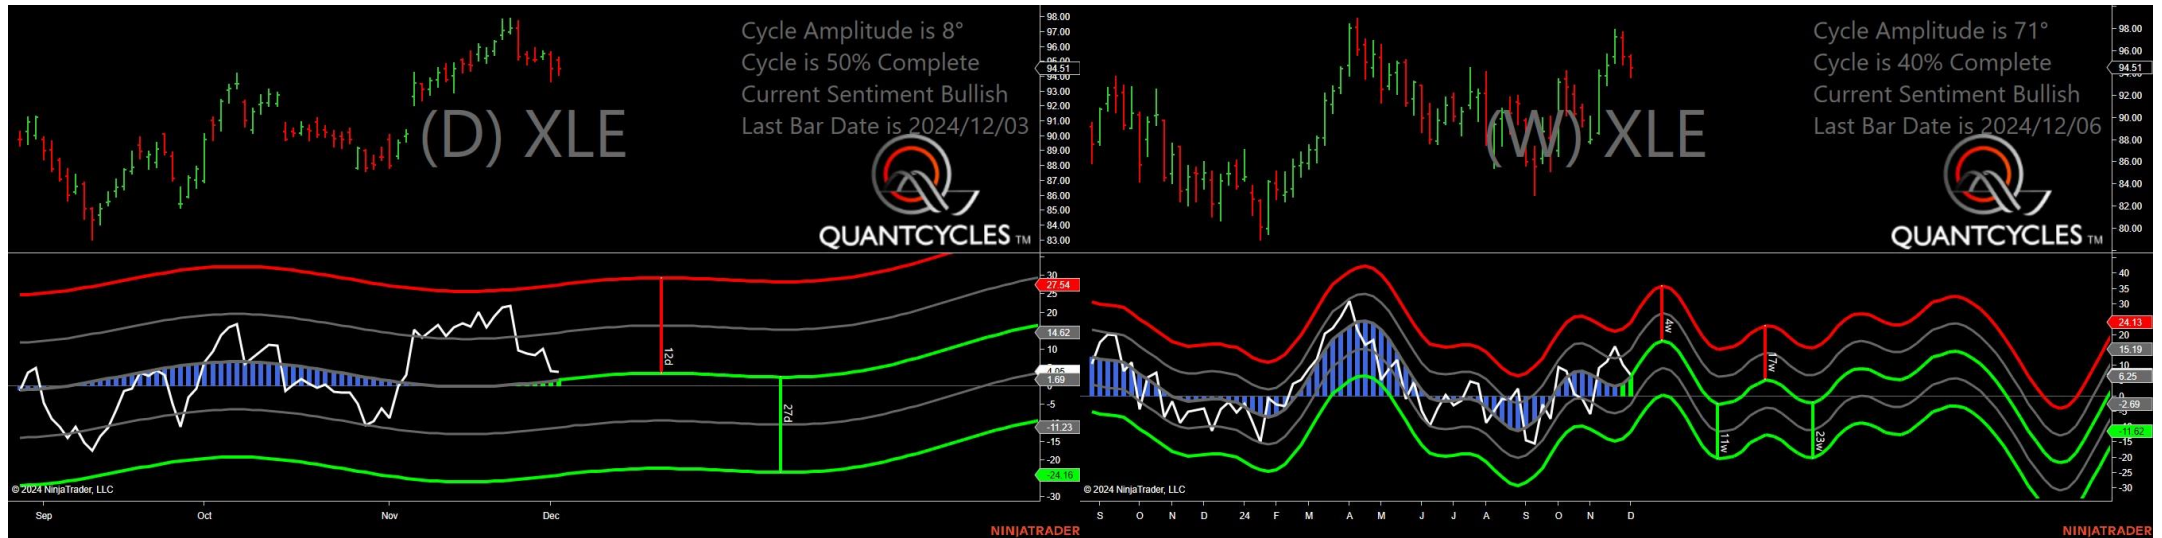 Cycle Amplitude is 8°
Cycle is 50% Complete
Current Sentiment Bullish
Last Bar Date is 2024/12/03
(D) XLE
QUANTCYCLES TM
98.00
97.00
96.00
94.51
94.00
93.00
92.00
91.00
90.00
89.00
88.00
87.00
86.00
85.00
84.00
83.00
30
27.54
25
20
14.62
10
4.05
1.69
-5
-11.23
-15
-20
-24.16
-30
12d
27d
© 2024 NinjaTrader, LLC
Sep Oct Nov Dec
NINJATRADER
Cycle Amplitude is 71°
Cycle is 40% Complete
Current Sentiment Bullish
Last Bar Date is 2024/12/06
(W) XLE
QUANTCYCLES TM
98.00
96.00
94.51
92.00
90.00
88.00
86.00
84.00
82.00
80.00
40
35
30
24.13
20
15.19
6.25
-2.69
-11.62
-15
-20
-25
-30
4w
17w
11w
23w
© 2024 NinjaTrader, LLC
S O N D 24 F M A M J J A S O N D
NINJATRADER